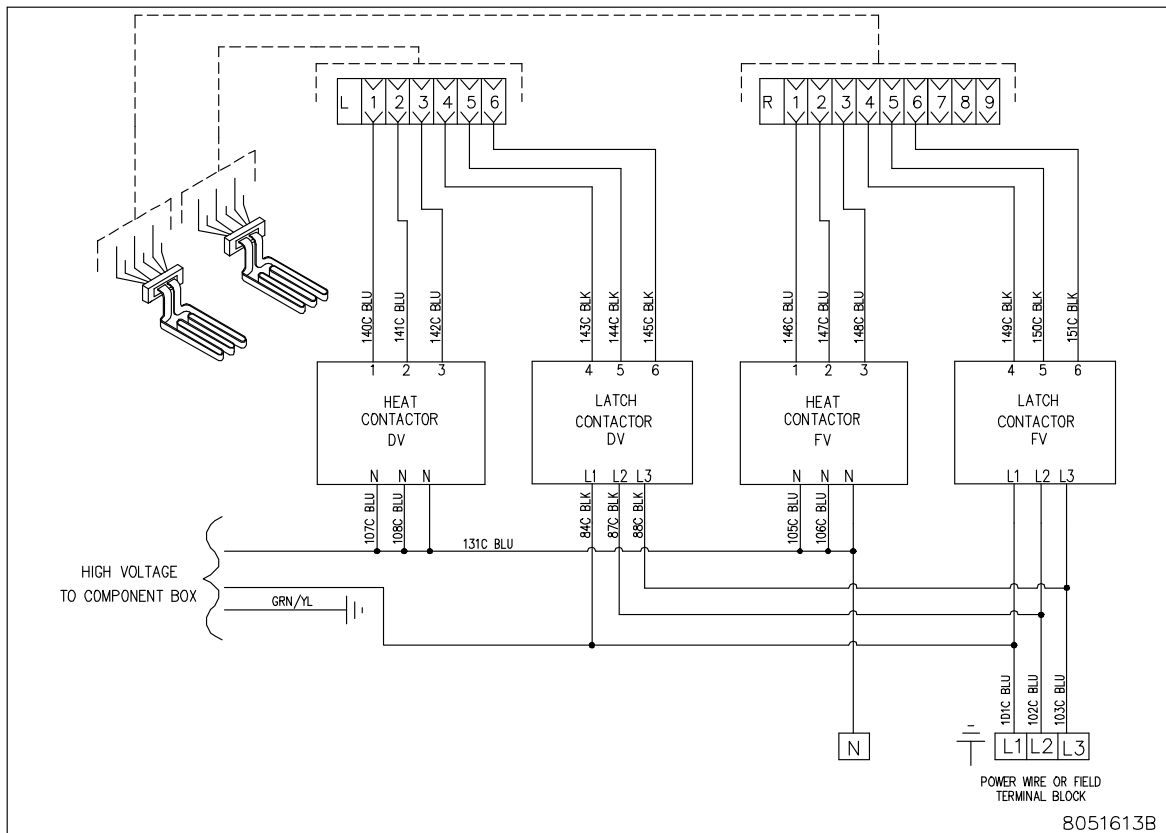 L 1 2 3 4 5 6
R 1 2 3 4 5 6 7 8 9
140C BLU
141C BLU
142C BLU
143C BLK
144C BLK
145C BLK
146C BLU
147C BLU
148C BLU
149C BLK
150C BLK
151C BLK
1 2 3
HEAT
CONTACTOR
DV
N N N
4 5 6
LATCH
CONTACTOR
DV
L1 L2 L3
1 2 3
HEAT
CONTACTOR
FV
N N N
4 5 6
LATCH
CONTACTOR
FV
L1 L2 L3
107C BLU
108C BLU
84C BLK
87C BLK
88C BLK
105C BLU
106C BLU
131C BLU
HIGH VOLTAGE
TO COMPONENT BOX
GRN/YL
101C BLU
102C BLU
103C BLU
N
L1 L2 L3
POWER WIRE OR FIELD
TERMINAL BLOCK
8051613B